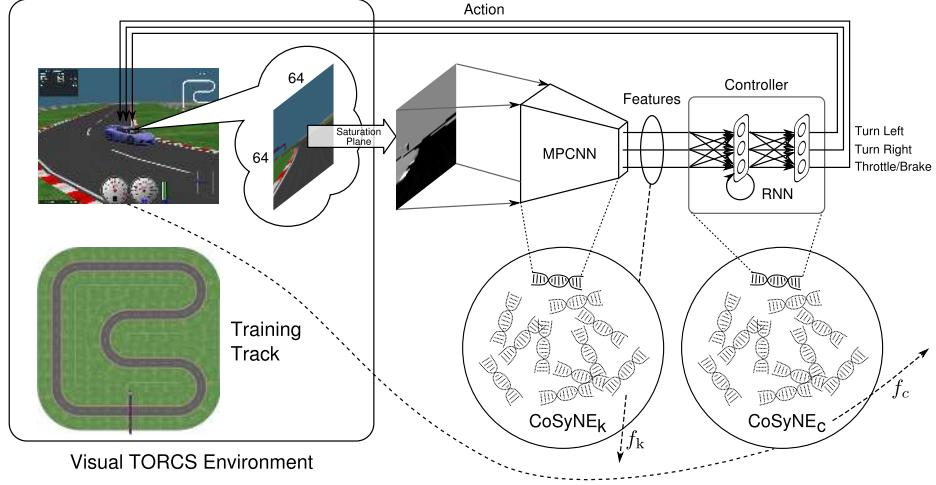 Action
64
64
Saturation
Plane
MPCNN
Features
Controller
RNN
Turn Left
Turn Right
Throttle/Brake
Training
Track
CoSyNEk
fk
CoSyNEc
fc
Visual TORCS Environment